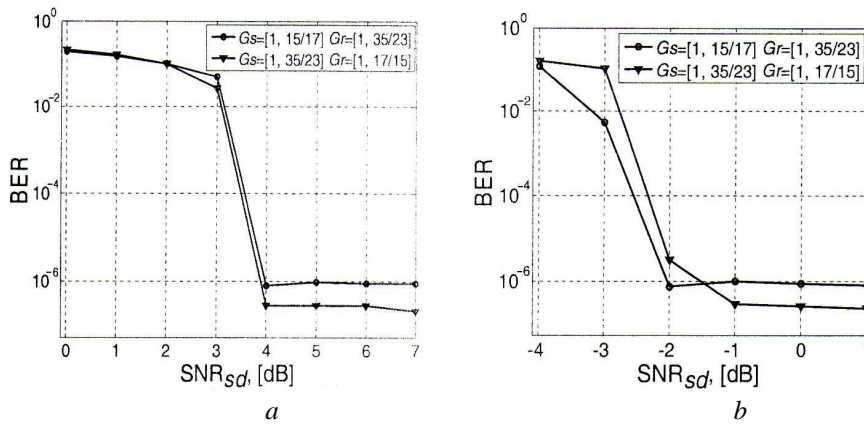 10^0
10^-2
10^-4
10^-6
BER
Gs=[1, 15/17] Gr=[1, 35/23]
Gs=[1, 35/23] Gr=[1, 17/15]
0 1 2 3 4 5 6 7
SNRsd, [dB]
a
10^0
10^-2
10^-4
10^-6
BER
Gs=[1, 15/17] Gr=[1, 35/23]
Gs=[1, 35/23] Gr=[1, 17/15]
-4 -3 -2 -1 0
SNRsd, [dB]
b